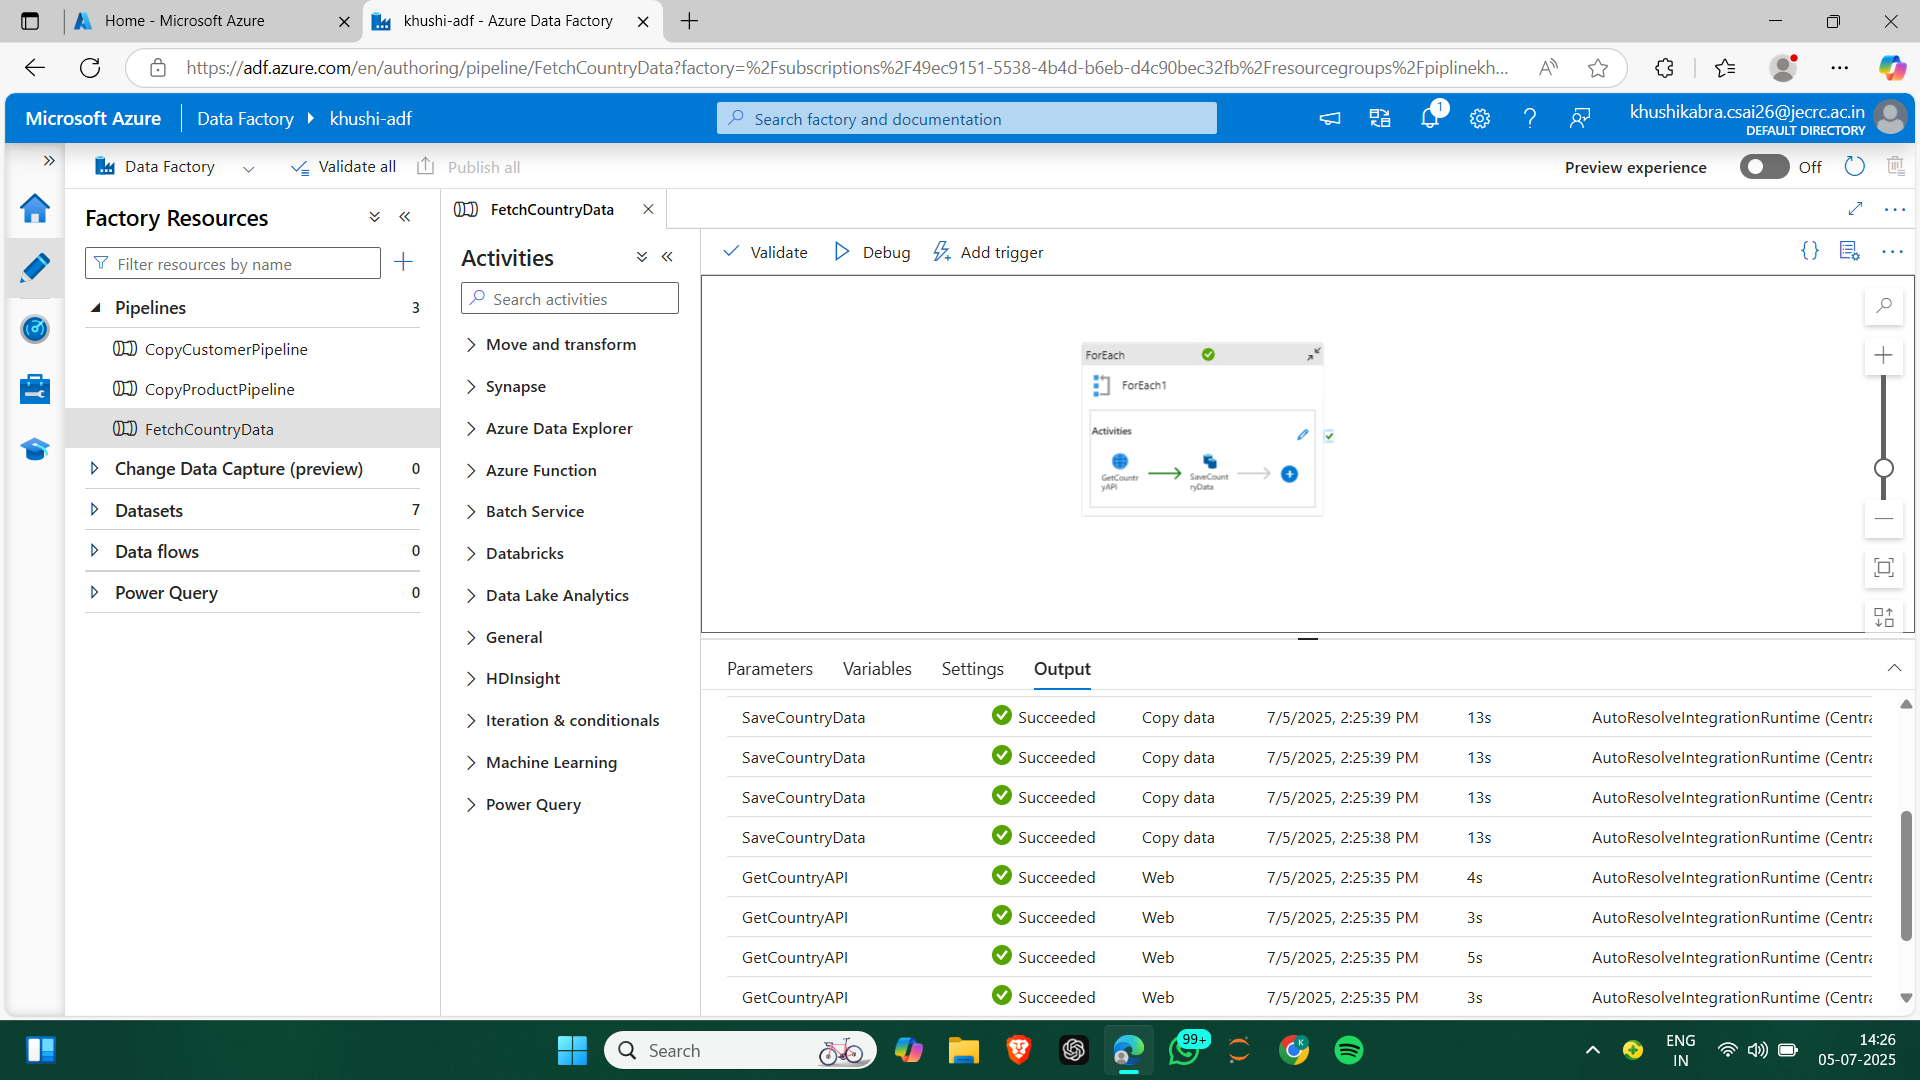 Home - Microsoft Azure
khushi-adf - Azure Data Factory
https://adf.azure.com/en/authoring/pipeline/FetchCountryData?factory=%2Fsubscriptions%2F49ec9151-5538-4b4d-b6eb-d4c90bec32fb%2Fresourcegroups%2Fpiplinekh...
Microsoft Azure
Data Factory
khushi-adf
Search factory and documentation
1
khushikabra.csai26@jecrc.ac.in
DEFAULT DIRECTORY
Data Factory
Validate all
Publish all
Preview experience
Off
Factory Resources
Filter resources by name
Pipelines 3
CopyCustomerPipeline
CopyProductPipeline
FetchCountryData
Change Data Capture (preview) 0
Datasets 7
Data flows 0
Power Query 0
FetchCountryData
Activities
Search activities
Move and transform
Synapse
Azure Data Explorer
Azure Function
Batch Service
Databricks
Data Lake Analytics
General
HDInsight
Iteration & conditionals
Machine Learning
Power Query
Validate
Debug
Add trigger
ForEach
ForEach1
Activities
GetCountr
yAPI
SaveCount
ryData
Parameters Variables Settings Output
SaveCountryData Succeeded Copy data 7/5/2025, 2:25:39 PM 13s AutoResolveIntegrationRuntime (Centra
SaveCountryData Succeeded Copy data 7/5/2025, 2:25:39 PM 13s AutoResolveIntegrationRuntime (Centra
SaveCountryData Succeeded Copy data 7/5/2025, 2:25:39 PM 13s AutoResolveIntegrationRuntime (Centra
SaveCountryData Succeeded Copy data 7/5/2025, 2:25:38 PM 13s AutoResolveIntegrationRuntime (Centra
GetCountryAPI Succeeded Web 7/5/2025, 2:25:35 PM 4s AutoResolveIntegrationRuntime (Centra
GetCountryAPI Succeeded Web 7/5/2025, 2:25:35 PM 3s AutoResolveIntegrationRuntime (Centra
GetCountryAPI Succeeded Web 7/5/2025, 2:25:35 PM 5s AutoResolveIntegrationRuntime (Centra
GetCountryAPI Succeeded Web 7/5/2025, 2:25:35 PM 3s AutoResolveIntegrationRuntime (Centra
Search
99+
K
ENG
IN
14:26
05-07-2025